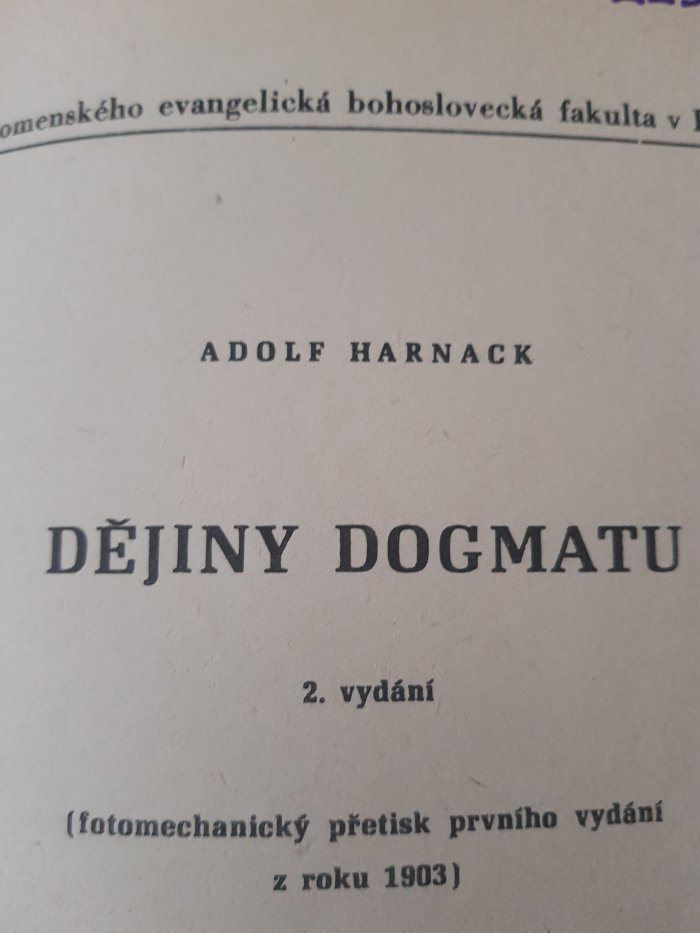 omenského evangelická bohoslovecká fakulta v
ADOLF HARNACK
DĚJINY DOGMATU
2. vydání
(fotomechanický přetisk prvního vydání
z roku 1903)